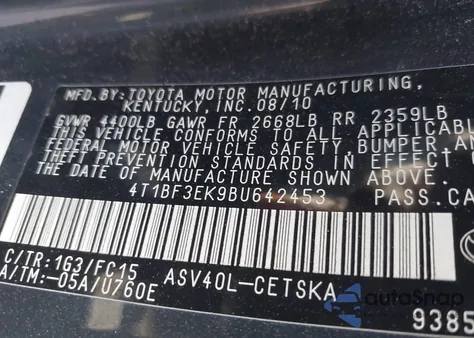 MFD.BY:TOYOTA MOTOR MANUFACTURING,
KENTUCKY,INC.08/10
GVWR 4400LB GAWR FR 2668LB RR 2359LB
THIS VEHICLE CONFORMS TO ALL APPLICABL
FEDERAL MOTOR VEHICLE SAFETY, BUMPER, AN
THEFT PREVENTION STANDARDS IN EFFECT
THE DATE OF MANUFACTURE SHOWN ABOVE.
4T1BF3EK9BU642453 PASS.CA
C/TR:1G3/FC15
A/TM:-05A/U760E
ASV40L-CETSKA
9385
AutoSnap